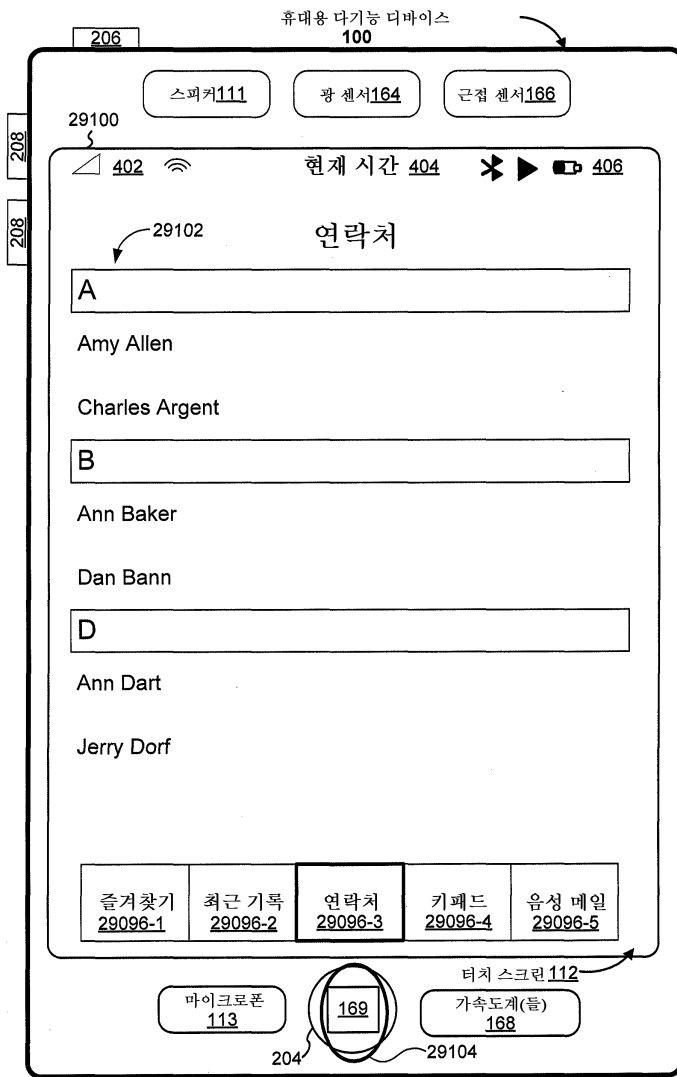 휴대용 다기능 디바이스
100
206
스피커111
광 센서164
근접 센서166
29100
208
208
402
현재 시간 404
406
29102
연락처
A
Amy Allen
Charles Argent
B
Ann Baker
Dan Bann
D
Ann Dart
Jerry Dorf
즐겨찾기
29096-1
최근 기록
29096-2
연락처
29096-3
키패드
29096-4
음성 메일
29096-5
터치 스크린 112
마이크로폰
113
169
가속도계(들)
168
204
29104